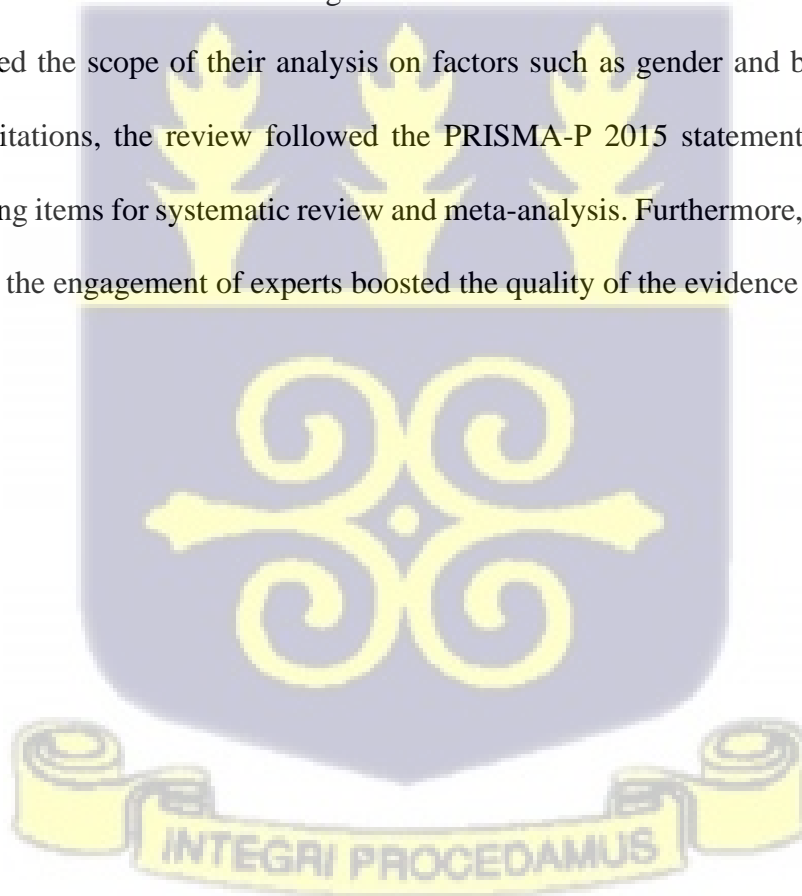 ed the scope of their analysis on factors such as gender and b
itations, the review followed the PRISMA-P 2015 statement
ng items for systematic review and meta-analysis. Furthermore,
the engagement of experts boosted the quality of the evidence
INTEGRI PROCEDAMUS